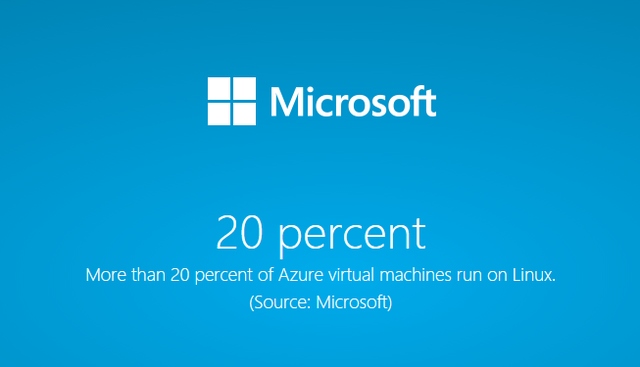 Microsoft
20 percent
More than 20 percent of Azure virtual machines run on Linux.
(Source: Microsoft)